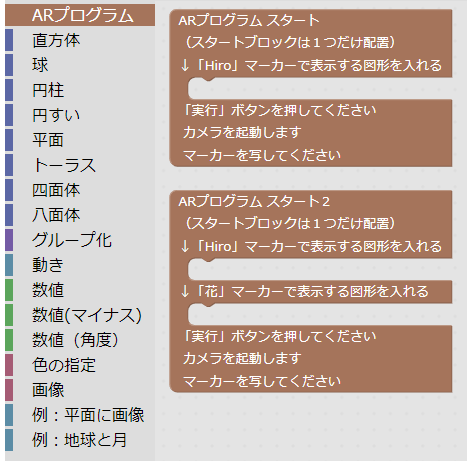 ARプログラム
直方体
球
円柱
円すい
平面
トーラス
四面体
八面体
グループ化
動き
数値
数値(マイナス)
数値（角度）
色の指定
画像
例：平面に画像
例：地球と月
ARプログラム スタート
（スタートブロックは１つだけ配置）
↓「Hiro」マーカーで表示する図形を入れる
「実行」ボタンを押してください
カメラを起動します
マーカーを写してください
ARプログラム スタート２
（スタートブロックは１つだけ配置）
↓「Hiro」マーカーで表示する図形を入れる
↓「花」マーカーで表示する図形を入れる
「実行」ボタンを押してください
カメラを起動します
マーカーを写してください